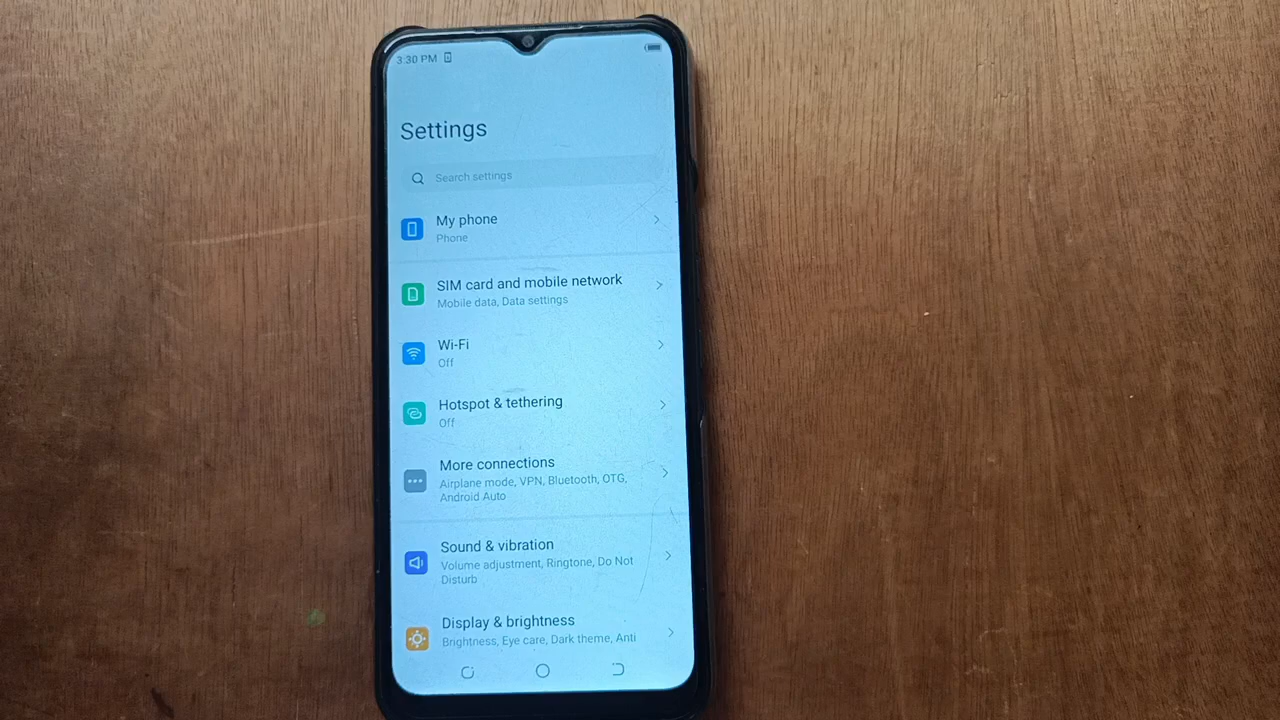 3:30 PM
Settings
Search settings
My phone
Phone
SIM card and mobile network
Mobile data, Data settings
Wi-Fi
Off
Hotspot & tethering
Off
More connections
Airplane mode, VPN, Bluetooth, OTG,
Android Auto
Sound & vibration
Volume adjustment, Ringtone, Do Not
Disturb
Display & brightness
Brightness, Eye care, Dark theme, Anti